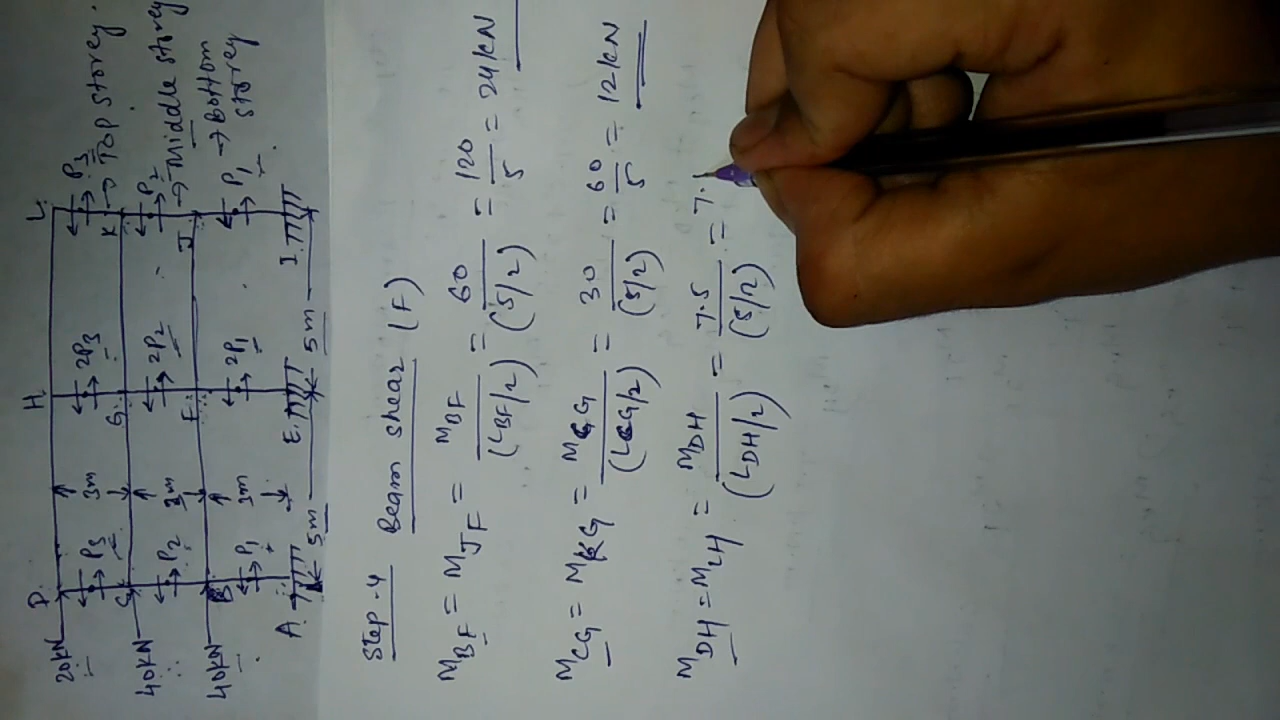 D. H. L.
20kN P3 3m 2P3 P3 → Top storey.
C G K
40kN P2 3m 2P2 P2 → Middle storey
B F J
40kN P1 3m 2P1 P1 → Bottom storey
A. E. I.
5m 5m
Step-4 Beam shear (F)
MBF = MJF = MBF/(LBF/2) = 60/(5/2) = 120/5 = 24kN
MCG = MKG = MCG/(LCG/2) = 30/(5/2) = 60/5 = 12kN
MDH = MLH = MDH/(LDH/2) = 7.5/(5/2) = 7.